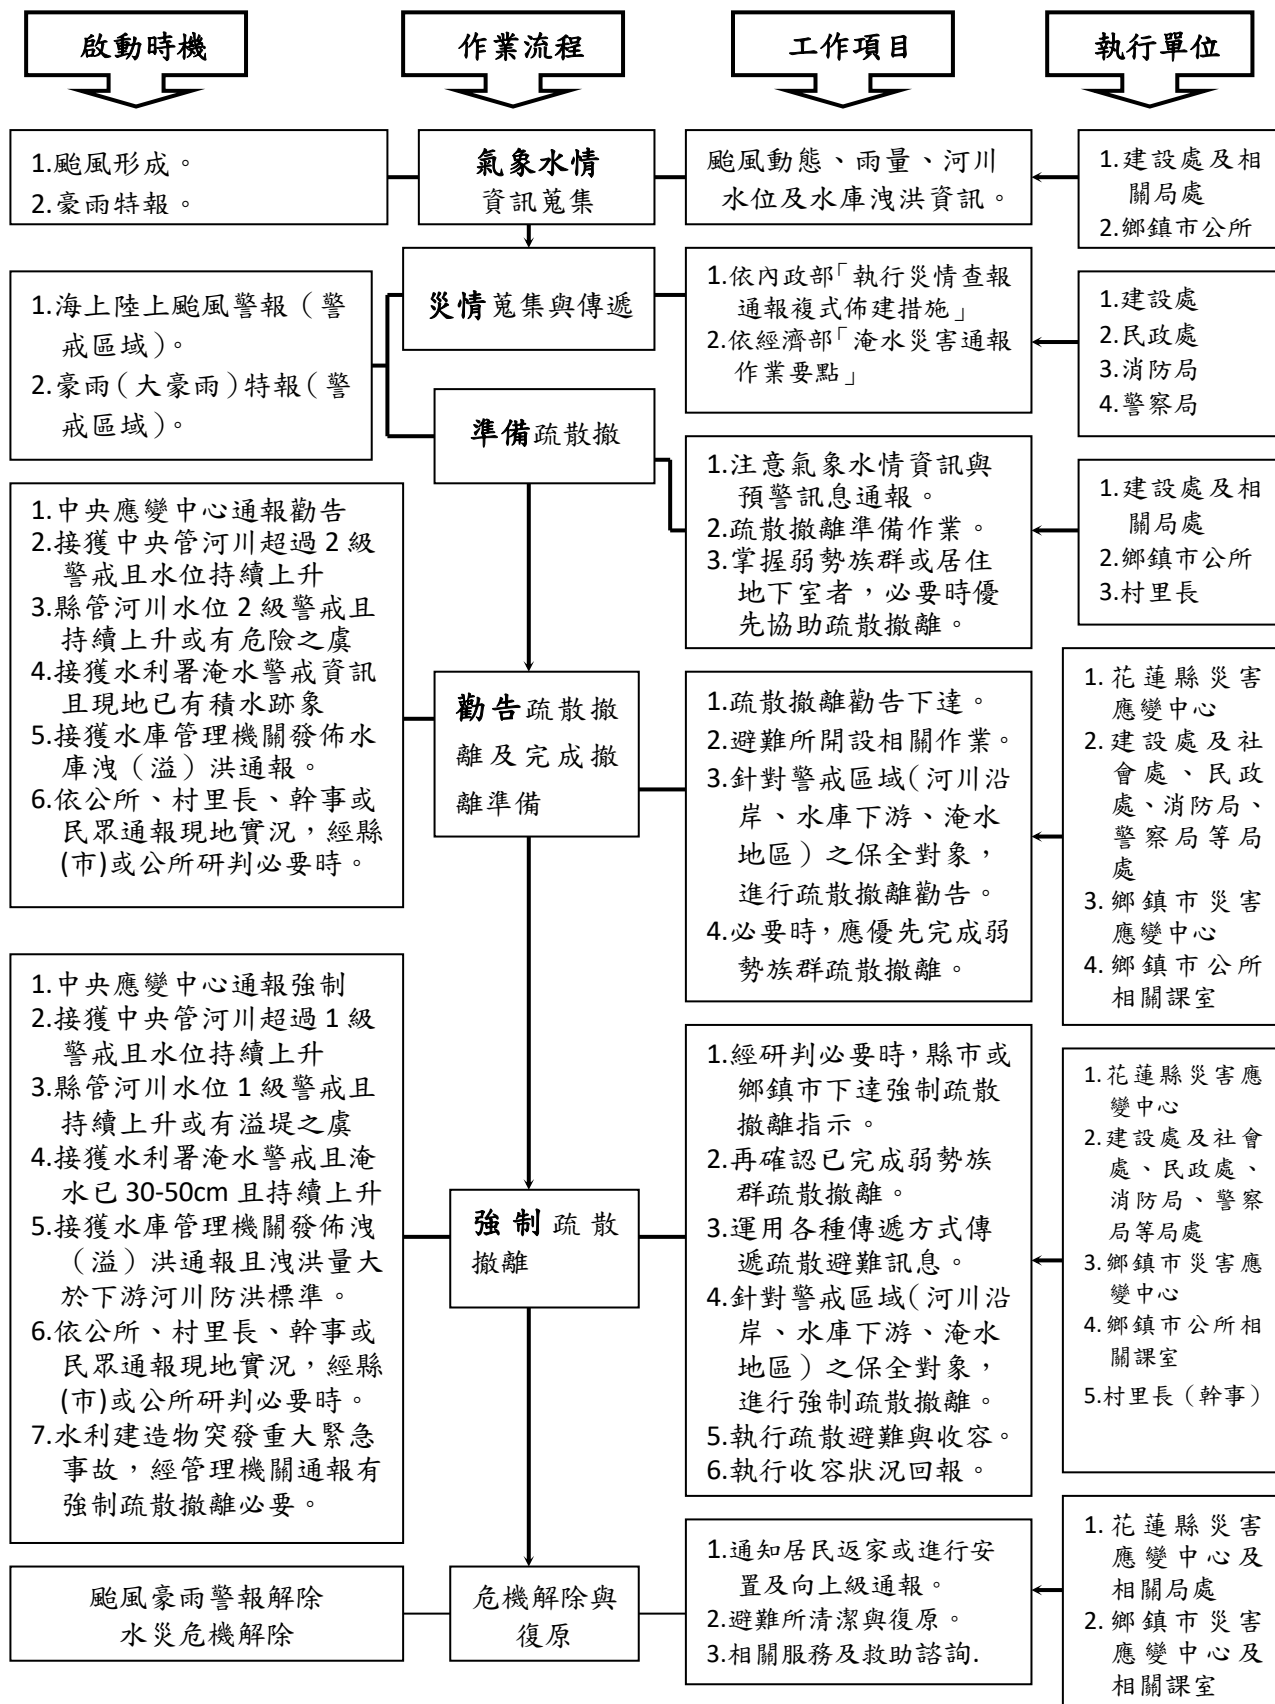 啟動時機
作業流程
工作項目
執行單位
1.颱風形成。
2.豪雨特報。
氣象水情
資訊蒐集
颱風動態、雨量、河川
水位及水庫洩洪資訊。
1.建設處及相
關局處
2.鄉鎮市公所
1.海上陸上颱風警報（警
戒區域）。
2.豪雨（大豪雨）特報（警
戒區域）。
災情蒐集與傳遞
1.依內政部「執行災情查報
通報複式佈建措施」
2.依經濟部「淹水災害通報
作業要點」
1.建設處
2.民政處
3.消防局
4.警察局
準備疏散撤
1.注意氣象水情資訊與
預警訊息通報。
2.疏散撤離準備作業。
3.掌握弱勢族群或居住
地下室者，必要時優
先協助疏散撤離。
1.建設處及相
關局處
2.鄉鎮市公所
3.村里長
1.中央應變中心通報勸告
2.接獲中央管河川超過 2 級
警戒且水位持續上升
3.縣管河川水位 2 級警戒且
持續上升或有危險之虞
4.接獲水利署淹水警戒資訊
且現地已有積水跡象
5.接獲水庫管理機關發佈水
庫洩（溢）洪通報。
6.依公所、村里長、幹事或
民眾通報現地實況，經縣
(市)或公所研判必要時。
勸告疏散撤
離及完成撤
離準備
1.疏散撤離勸告下達。
2.避難所開設相關作業。
3.針對警戒區域（河川沿
岸、水庫下游、淹水
地區）之保全對象，
進行疏散撤離勸告。
4.必要時，應優先完成弱
勢族群疏散撤離。
1.花蓮縣災害
應變中心
2.建設處及社
會處、民政
處、消防局、
警察局等局
處
3.鄉鎮市災害
應變中心
4.鄉鎮市公所
相關課室
1.中央應變中心通報強制
2.接獲中央管河川超過 1 級
警戒且水位持續上升
3.縣管河川水位 1 級警戒且
持續上升或有溢堤之虞
4.接獲水利署淹水警戒且淹
水已 30-50cm 且持續上升
5.接獲水庫管理機關發佈洩
（溢）洪通報且洩洪量大
於下游河川防洪標準。
6.依公所、村里長、幹事或
民眾通報現地實況，經縣
(市)或公所研判必要時。
7.水利建造物突發重大緊急
事故，經管理機關通報有
強制疏散撤離必要。
強制疏散
撤離
1.經研判必要時，縣市或
鄉鎮市下達強制疏散
撤離指示。
2.再確認已完成弱勢族
群疏散撤離。
3.運用各種傳遞方式傳
遞疏散避難訊息。
4.針對警戒區域（河川沿
岸、水庫下游、淹水
地區）之保全對象，
進行強制疏散撤離。
5.執行疏散避難與收容。
6.執行收容狀況回報。
1.花蓮縣災害應
變中心
2.建設處及社會
處、民政處、
消防局、警察
局等局處
3.鄉鎮市災害應
變中心
4.鄉鎮市公所相
關課室
5.村里長（幹事）
颱風豪雨警報解除
水災危機解除
危機解除與
復原
1.通知居民返家或進行安
置及向上級通報。
2.避難所清潔與復原。
3.相關服務及救助諮詢.
1.花蓮縣災害
應變中心及
相關局處
2.鄉鎮市災害
應變中心及
相關課室